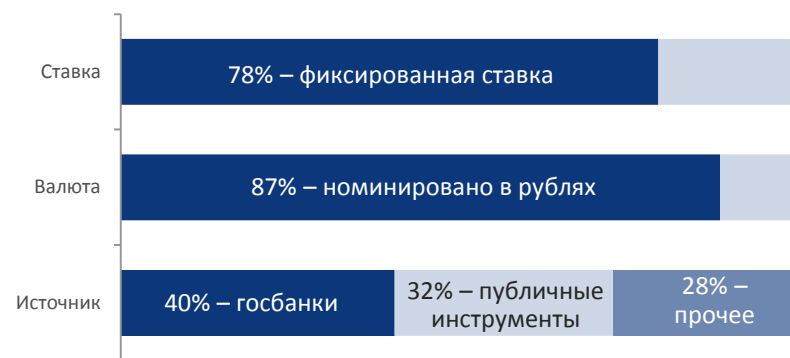 Ставка
78% – фиксированная ставка
Валюта
87% – номинировано в рублях
Источник
40% – госбанки
32% – публичные
инструменты
28% –
прочее